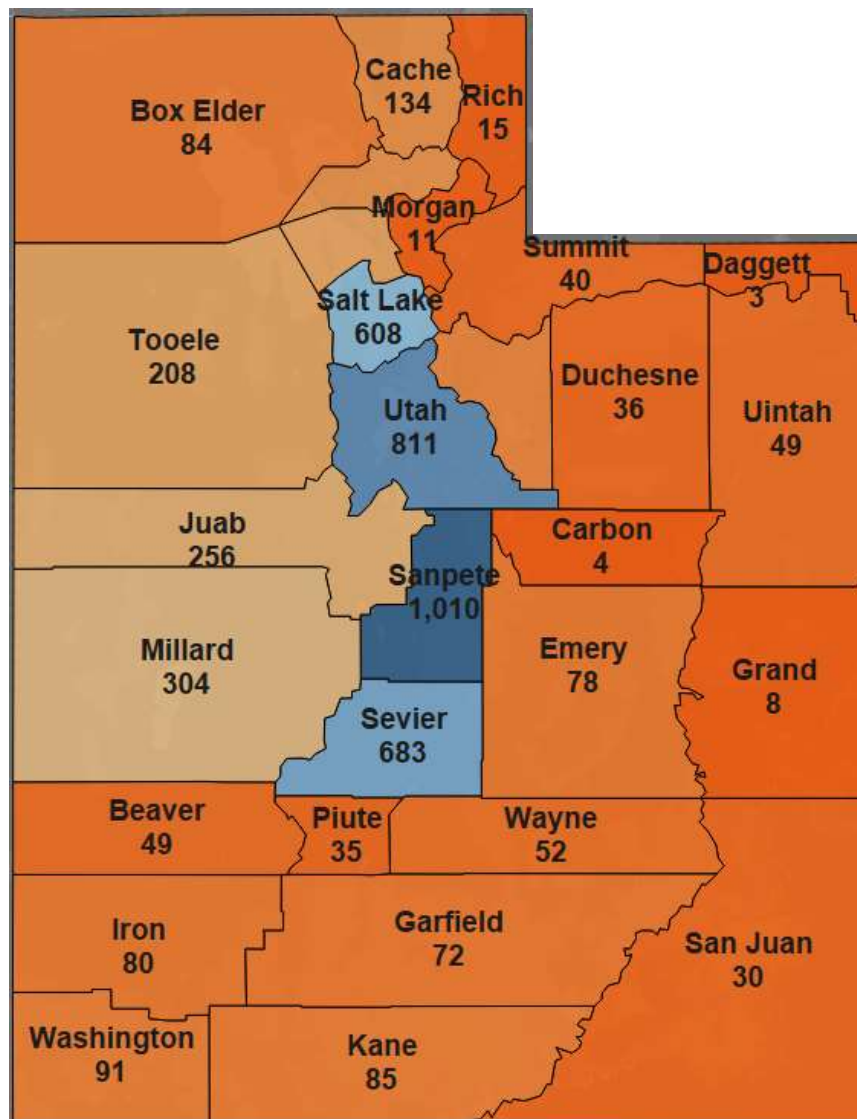 Cache
134
Rich
15
Box Elder
84
Morgan
11
Summit
40
Daggett
3
Salt Lake
608
Tooele
208
Duchesne
36
Utah
811
Uintah
49
Juab
256
Carbon
4
Sanpete
1,010
Millard
304
Emery
78
Grand
8
Sevier
683
Beaver
49
Piute
35
Wayne
52
Iron
80
Garfield
72
San Juan
30
Washington
91
Kane
85